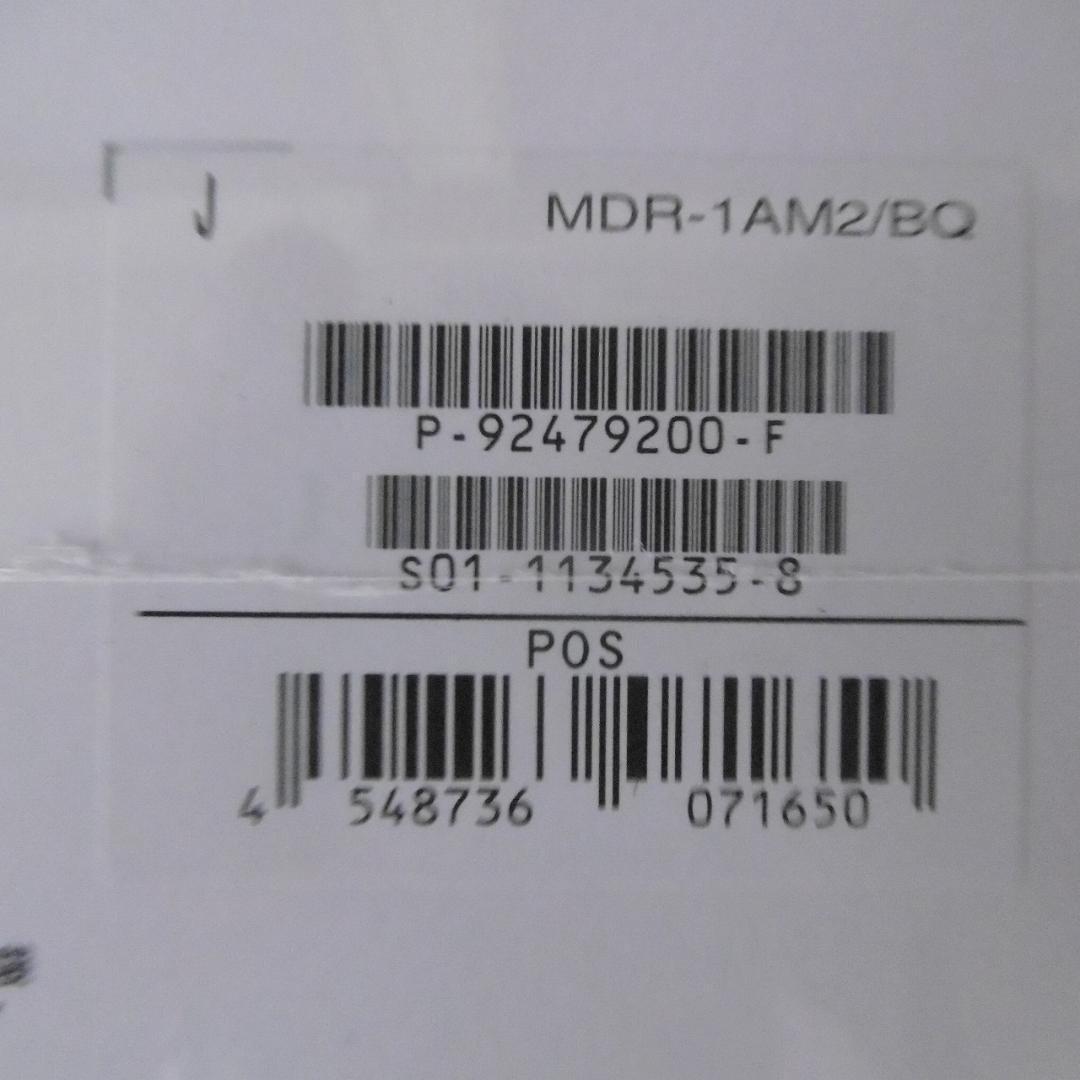 J
MDR-1AM2/BQ
P-92479200-F
S01-1134535-8
POS
4 548736 071650